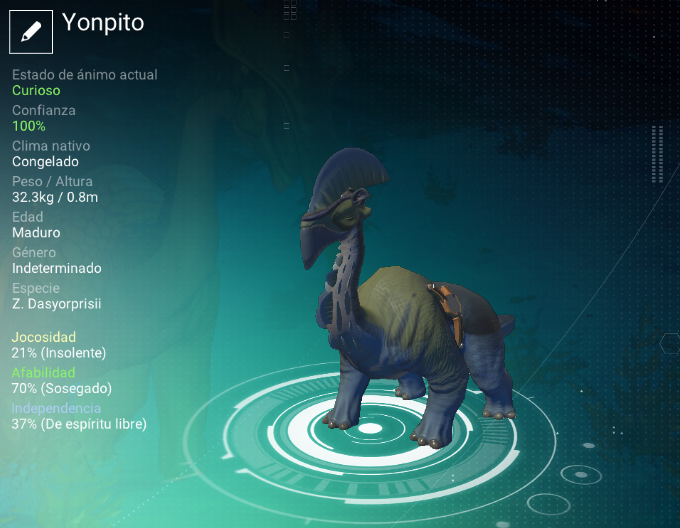 Yonpito
Estado de ánimo actual
Curioso
Confianza
100%
Clima nativo
Congelado
Peso / Altura
32.3kg / 0.8m
Edad
Maduro
Género
Indeterminado
Especie
Z. Dasyorprisii
Jocosidad
21% (Insolente)
Afabilidad
70% (Sosegado)
Independencia
37% (De espíritu libre)